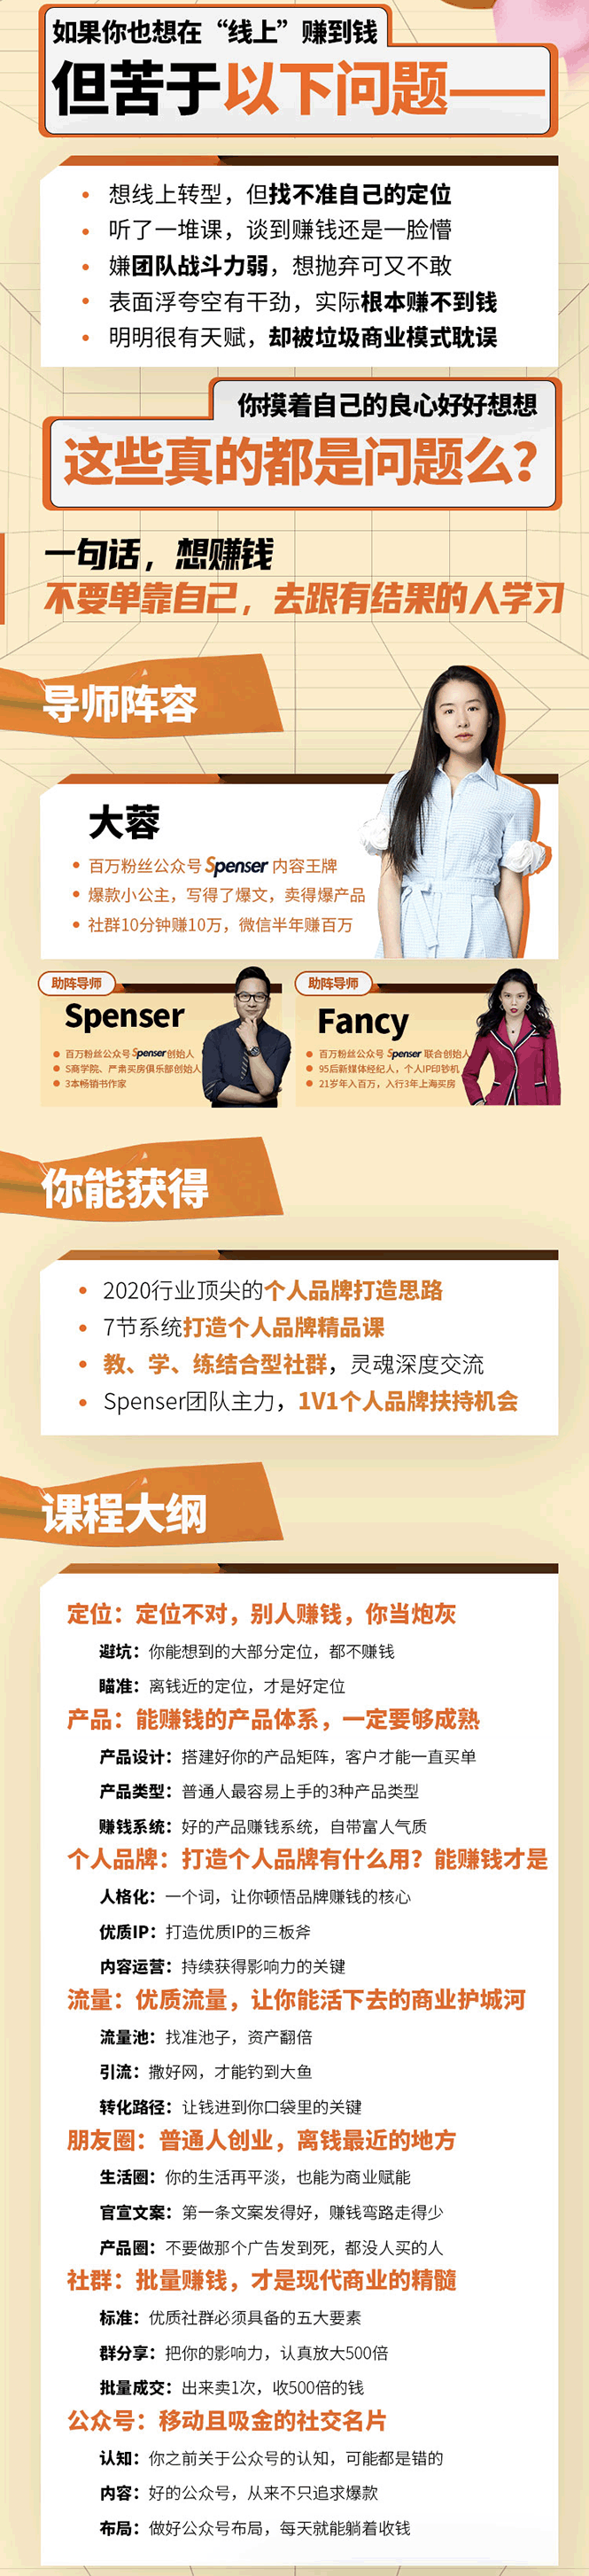 如果你也想在“线上”赚到钱
但苦于以下问题——
想线上转型，但找不准自己的定位
听了一堆课，谈到赚钱还是一脸懵
嫌团队战斗力弱，想抛弃可又不敢
表面浮夸空有干劲，实际根本赚不到钱
明明很有天赋，却被垃圾商业模式耽误
你摸着自己的良心好好想想
这些真的都是问题么？
一句话，想赚钱
不要单靠自己，去跟有结果的人学习
导师阵容
大蓉
百万粉丝公众号Spenser内容王牌
爆款小公主，写得了爆文，卖得爆产品
社群10分钟赚10万，微信半年赚百万
助阵导师
Spenser
百万粉丝公众号Spenser创始人
S商学院、严肃买房俱乐部创始人
3本畅销书作家
助阵导师
Fancy
百万粉丝公众号Spenser联合创始人
95后新媒体经纪人，个人IP印钞机
21岁年入百万，入行3年上海买房
你能获得
2020行业顶尖的个人品牌打造思路
7节系统打造个人品牌精品课
教、学、练结合型社群，灵魂深度交流
Spenser团队主力，1V1个人品牌扶持机会
课程大纲
定位：定位不对，别人赚钱，你当炮灰
避坑：你能想到的大部分定位，都不赚钱
瞄准：离钱近的定位，才是好定位
产品：能赚钱的产品体系，一定要够成熟
产品设计：搭建好你的产品矩阵，客户才能一直买单
产品类型：普通人最容易上手的3种产品类型
赚钱系统：好的产品赚钱系统，自带富人气质
个人品牌：打造个人品牌有什么用？能赚钱才是
人格化：一个词，让你顿悟品牌赚钱的核心
优质IP：打造优质IP的三板斧
内容运营：持续获得影响力的关键
流量：优质流量，让你能活下去的商业护城河
流量池：找准池子，资产翻倍
引流：撒好网，才能钓到大鱼
转化路径：让钱进到你口袋里的关键
朋友圈：普通人创业，离钱最近的地方
生活圈：你的生活再平淡，也能为商业赋能
官宣文案：第一条文案发得好，赚钱弯路走得少
产品圈：不要做那个广告发到死，都没人买的人
社群：批量赚钱，才是现代商业的精髓
标准：优质社群必须具备的五大要素
群分享：把你的影响力，认真放大500倍
批量成交：出来卖1次，收500倍的钱
公众号：移动且吸金的社交名片
认知：你之前关于公众号的认知，可能都是错的
内容：好的公众号，从来不只追求爆款
布局：做好公众号布局，每天就能躺着收钱